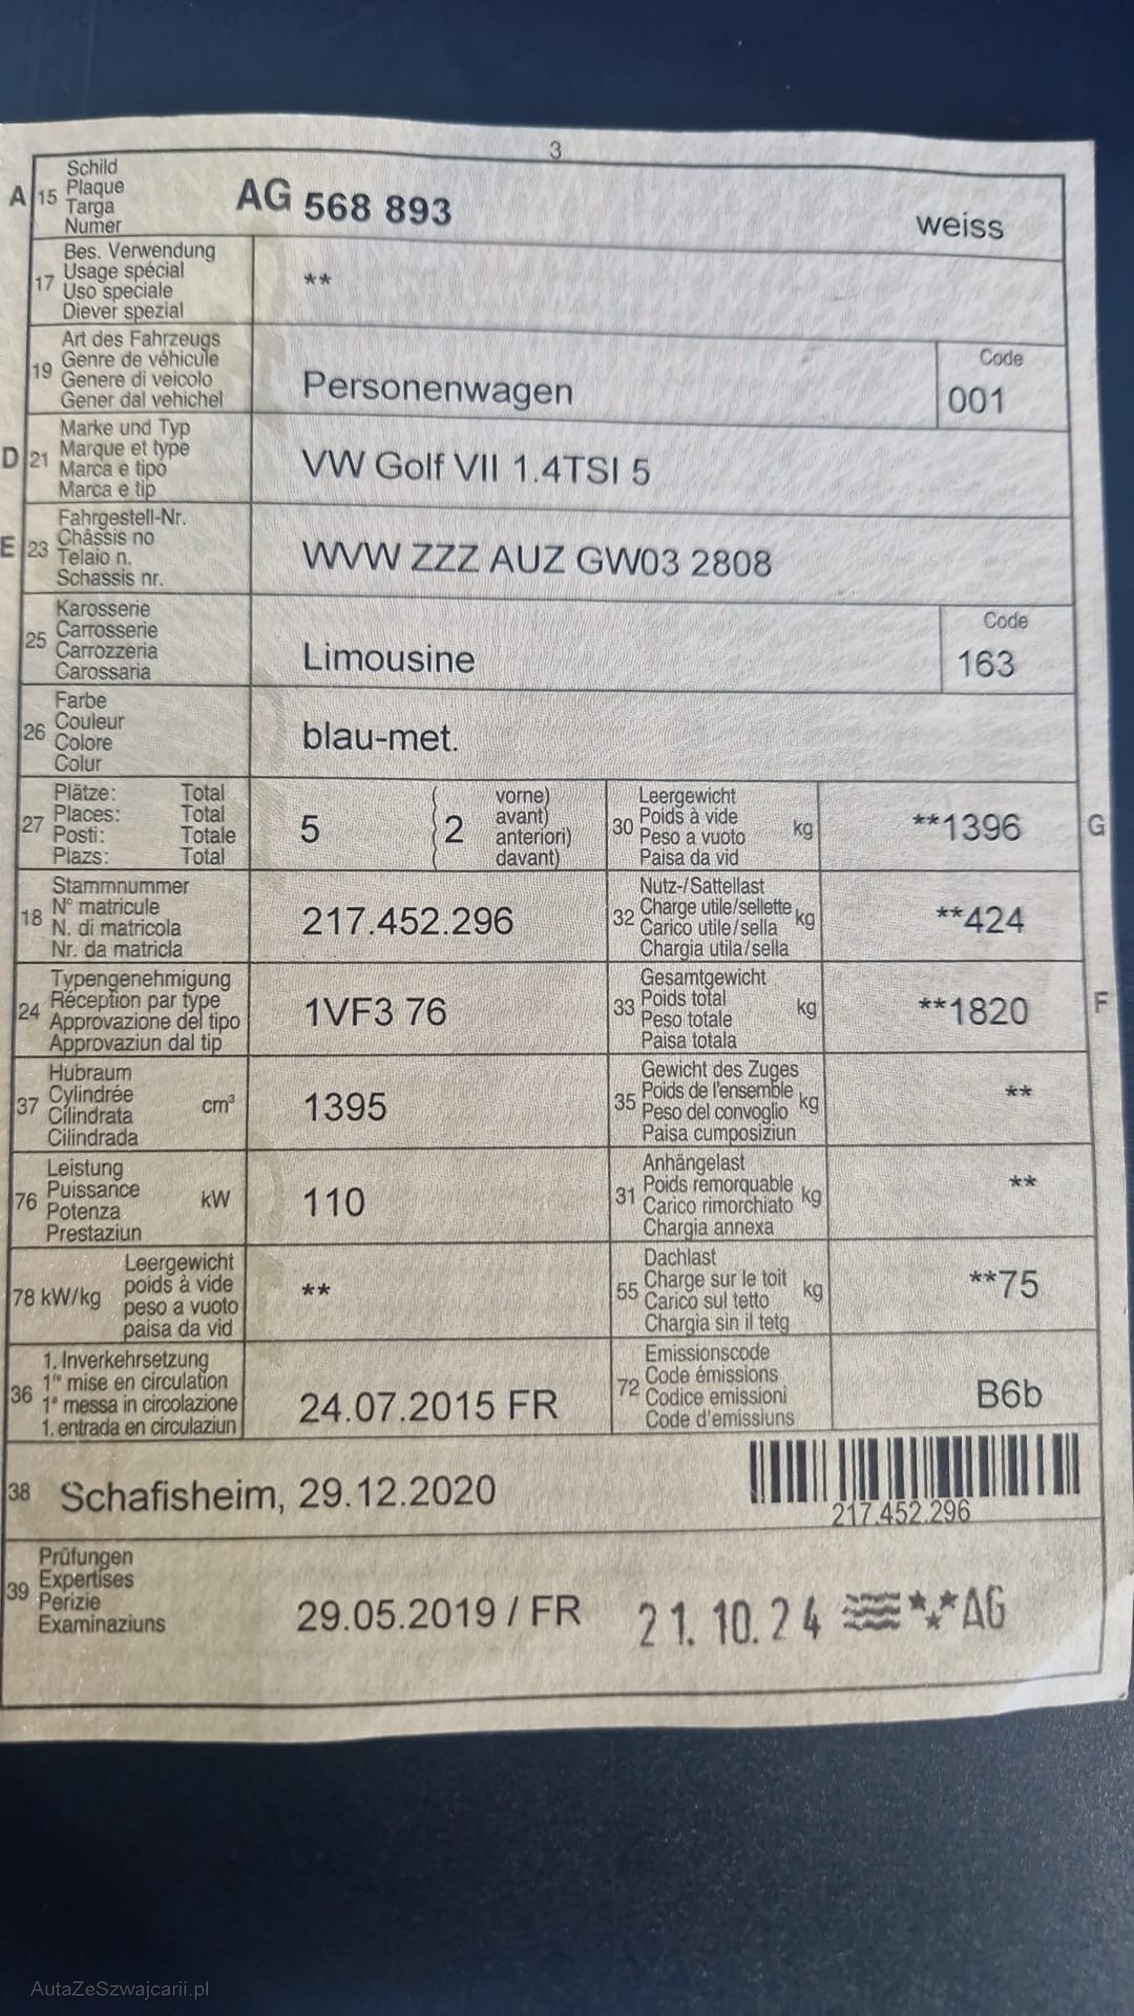 3
A 15 Schild
Plaque
Targa
Numer
AG 568 893 weiss
17 Bes. Verwendung
Usage spécial
Uso speciale
Diever spezial
**
19 Art des Fahrzeugs
Genre de véhicule
Genere di veicolo
Gener dal vehichel
Personenwagen
Code
001
D 21 Marke und Typ
Marque et type
Marca e tipo
Marca e tip
VW Golf VII 1.4TSI 5
E 23 Fahrgestell-Nr.
Châssis no
Telaio n.
Schassis nr.
WVW ZZZ AUZ GW03 2808
25 Karosserie
Carrosserie
Carrozzeria
Carossaria
Limousine
Code
163
26 Farbe
Couleur
Colore
Colur
blau-met.
27 Plätze: Total
Places: Total
Posti: Totale
Plazs: Total
5 2
vorne)
avant)
anteriori)
davant)
30 Leergewicht
Poids à vide
Peso a vuoto
Paisa da vid
kg **1396 G
18 Stammnummer
N° matricule
N. di matricola
Nr. da matricla
217.452.296
32 Nutz-/Sattellast
Charge utile/sellette
Carico utile/sella
Chargia utila/sella
kg **424
24 Typengenehmigung
Réception par type
Approvazione del tipo
Approvaziun dal tip
1VF3 76
33 Gesamtgewicht
Poids total
Peso totale
Paisa totala
kg **1820 F
37 Hubraum
Cylindrée
Cilindrata
Cilindrada
cm³ 1395
35 Gewicht des Zuges
Poids de l'ensemble
Peso del convoglio
Paisa cumposiziun
kg **
76 Leistung
Puissance
Potenza
Prestaziun
kW 110
31 Anhängelast
Poids remorquable
Carico rimorchiato
Chargia annexa
kg **
78 kW/kg Leergewicht
poids à vide
peso a vuoto
paisa da vid
**
55 Dachlast
Charge sur le toit
Carico sul tetto
Chargia sin il tetg
kg **75
36 1. Inverkehrsetzung
1re mise en circulation
1a messa in circolazione
1. entrada en circulaziun
24.07.2015 FR
72 Emissionscode
Code émissions
Codice emissioni
Code d'emissiuns
B6b
38 Schafisheim, 29.12.2020
217.452.296
39 Prüfungen
Expertises
Perizie
Examinaziuns
29.05.2019 / FR 21.10.24 AG
AutaZeSzwajcarii.pl